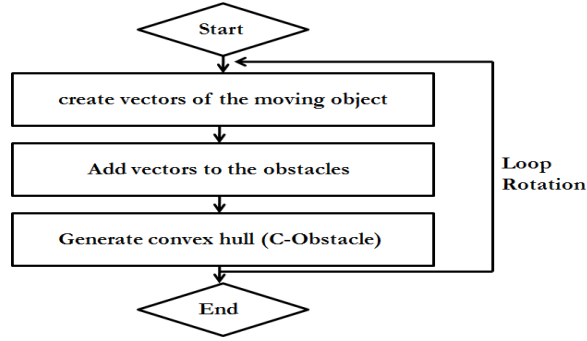 Start
create vectors of the moving object
Add vectors to the obstacles
Generate convex hull (C-Obstacle)
Loop
Rotation
End